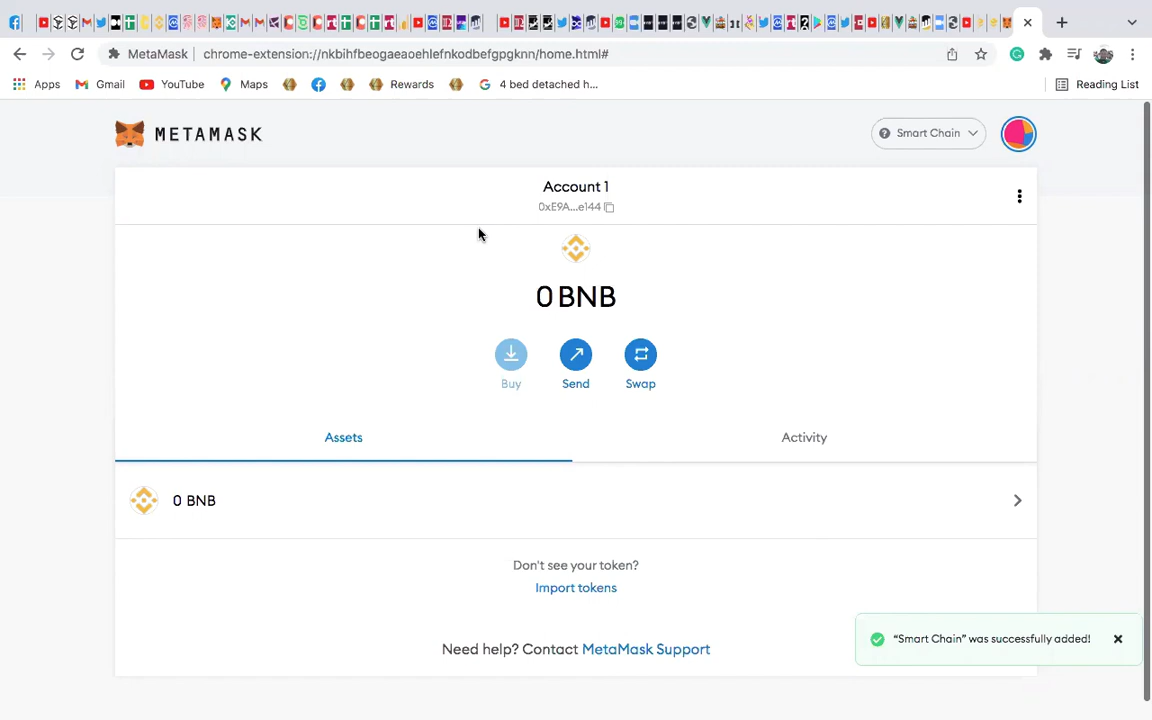 MetaMask
chrome-extension://nkbihfbeogaeaoehlefnkodbefgpgknn/home.html#
Apps
Gmail
YouTube
Maps
Rewards
4 bed detached h...
Reading List
METAMASK
Smart Chain
Account 1
0xE9A...e144
0 BNB
Buy
Send
Swap
Assets
Activity
0 BNB
Don't see your token?
Import tokens
"Smart Chain" was successfully added!
Need help? Contact MetaMask Support